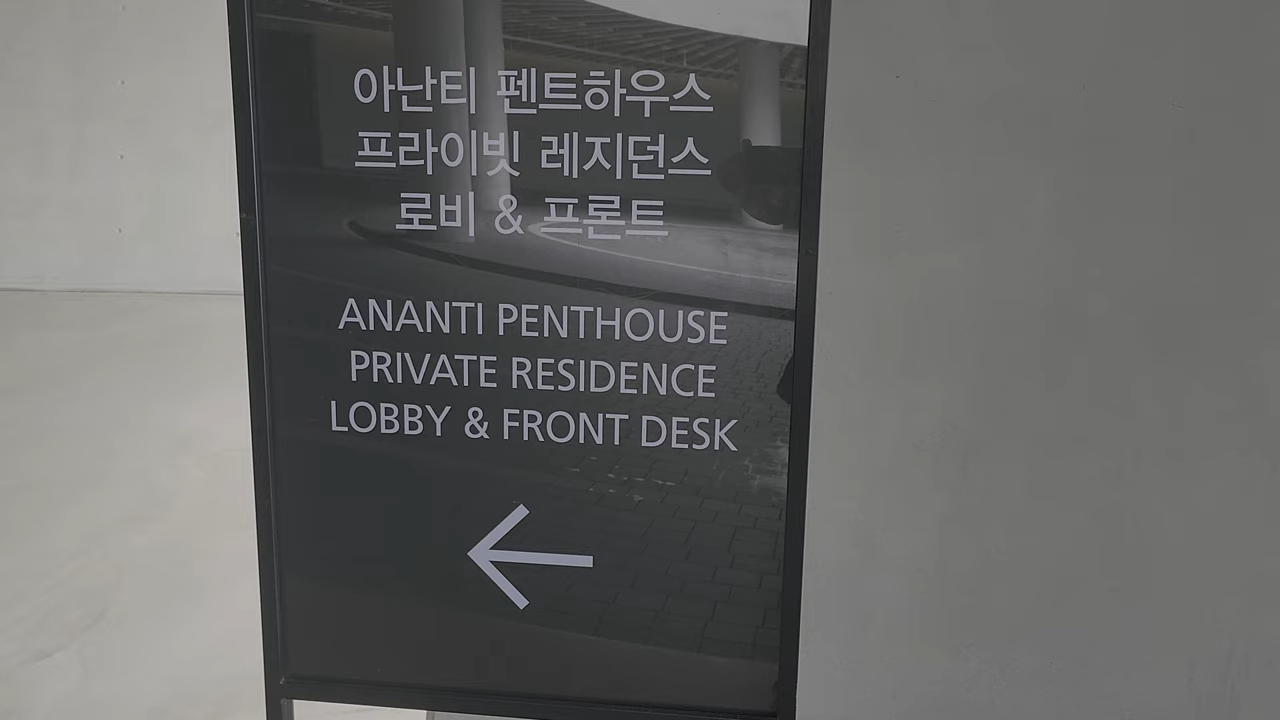 아난티 펜트하우스
프라이빗 레지던스
로비 & 프론트
ANANTI PENTHOUSE
PRIVATE RESIDENCE
LOBBY & FRONT DESK